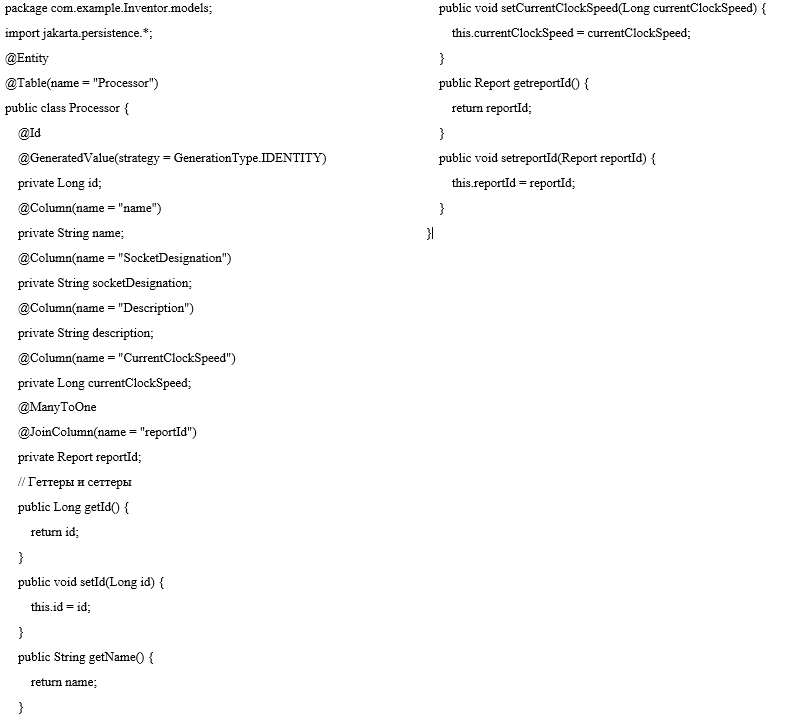 package com.example.Inventor.models;
import jakarta.persistence.*;
@Entity
@Table(name = "Processor")
public class Processor {
@Id
@GeneratedValue(strategy = GenerationType.IDENTITY)
private Long id;
@Column(name = "name")
private String name;
@Column(name = "SocketDesignation")
private String socketDesignation;
@Column(name = "Description")
private String description;
@Column(name = "CurrentClockSpeed")
private Long currentClockSpeed;
@ManyToOne
@JoinColumn(name = "reportId")
private Report reportId;
// Геттеры и сеттеры
public Long getId() {
return id;
}
public void setId(Long id) {
this.id = id;
}
public String getName() {
return name;
}
public void setCurrentClockSpeed(Long currentClockSpeed) {
this.currentClockSpeed = currentClockSpeed;
}
public Report getreportId() {
return reportId;
}
public void setreportId(Report reportId) {
this.reportId = reportId;
}
}